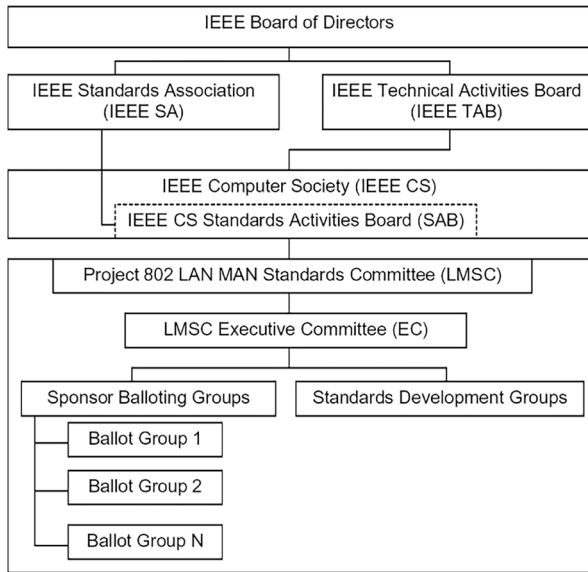 IEEE Board of Directors
IEEE Standards Association
(IEEE SA)
IEEE Technical Activities Board
(IEEE TAB)
IEEE Computer Society (IEEE CS)
IEEE CS Standards Activities Board (SAB)
Project 802 LAN MAN Standards Committee (LMSC)
LMSC Executive Committee (EC)
Sponsor Balloting Groups
Standards Development Groups
Ballot Group 1
Ballot Group 2
Ballot Group N